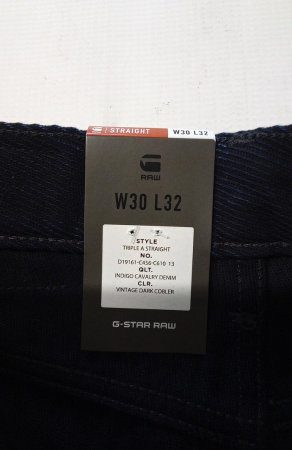 STRAIGHT W30 L32
RAW
W30 L32
STYLE
TRIPLE A STRAIGHT
NO.
D19161-C456-C610 13
QLT.
INDIGO CAVALRY DENIM
CLR.
VINTAGE DARK COBLER
G-STAR RAW